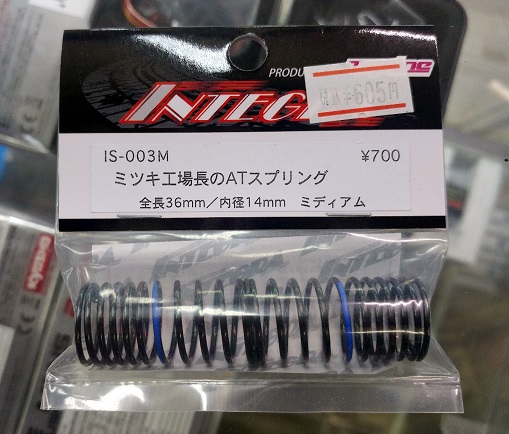 PRODU
INTEGRA
605円
IS-003M ¥700
ミツキ工場長のATスプリング
全長36mm/内径14mm ミディアム
INTEGRA